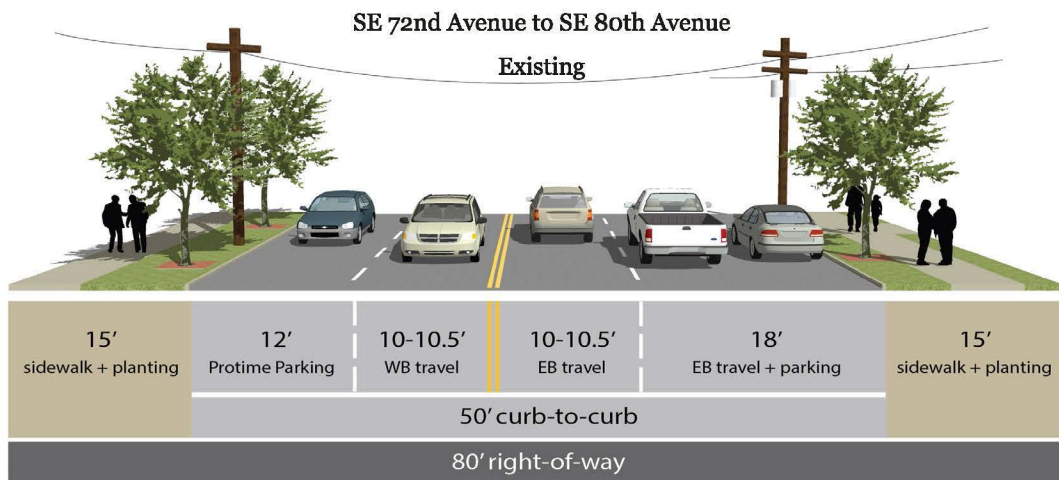 SE 72nd Avenue to SE 80th Avenue
Existing
15’
sidewalk + planting
12’
Protime Parking
10-10.5’
WB travel
10-10.5’
EB travel
18’
EB travel + parking
15’
sidewalk + planting
50’ curb-to-curb
80’ right-of-way